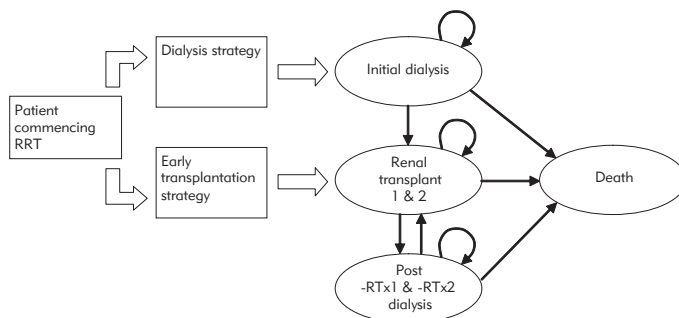 Dialysis strategy
Initial dialysis
Patient
commencing
RRT
Early
transplantation
strategy
Renal
transplant
1 & 2
Death
Post
-RTx1 & -RTx2
dialysis